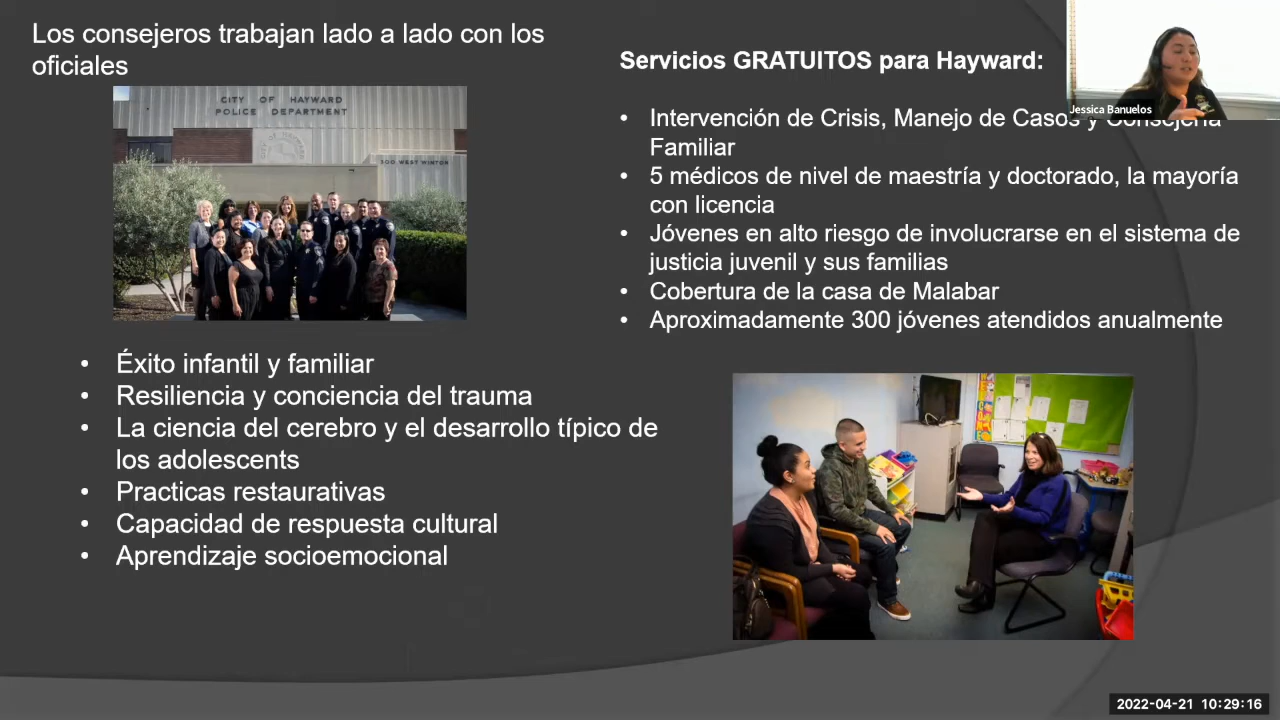 Los consejeros trabajan lado a lado con los
oficiales
CITY OF HAYWARD
POLICE DEPARTMENT
300 WEST WINTON
Éxito infantil y familiar
Resiliencia y conciencia del trauma
La ciencia del cerebro y el desarrollo típico de
los adolescents
Practicas restaurativas
Capacidad de respuesta cultural
Aprendizaje socioemocional
Servicios GRATUITOS para Hayward:
Intervención de Crisis, Manejo de Casos y Consejería
Familiar
5 médicos de nivel de maestría y doctorado, la mayoría
con licencia
Jóvenes en alto riesgo de involucrarse en el sistema de
justicia juvenil y sus familias
Cobertura de la casa de Malabar
Aproximadamente 300 jóvenes atendidos anualmente
Jessica Banuelos
2022-04-21 10:29:16